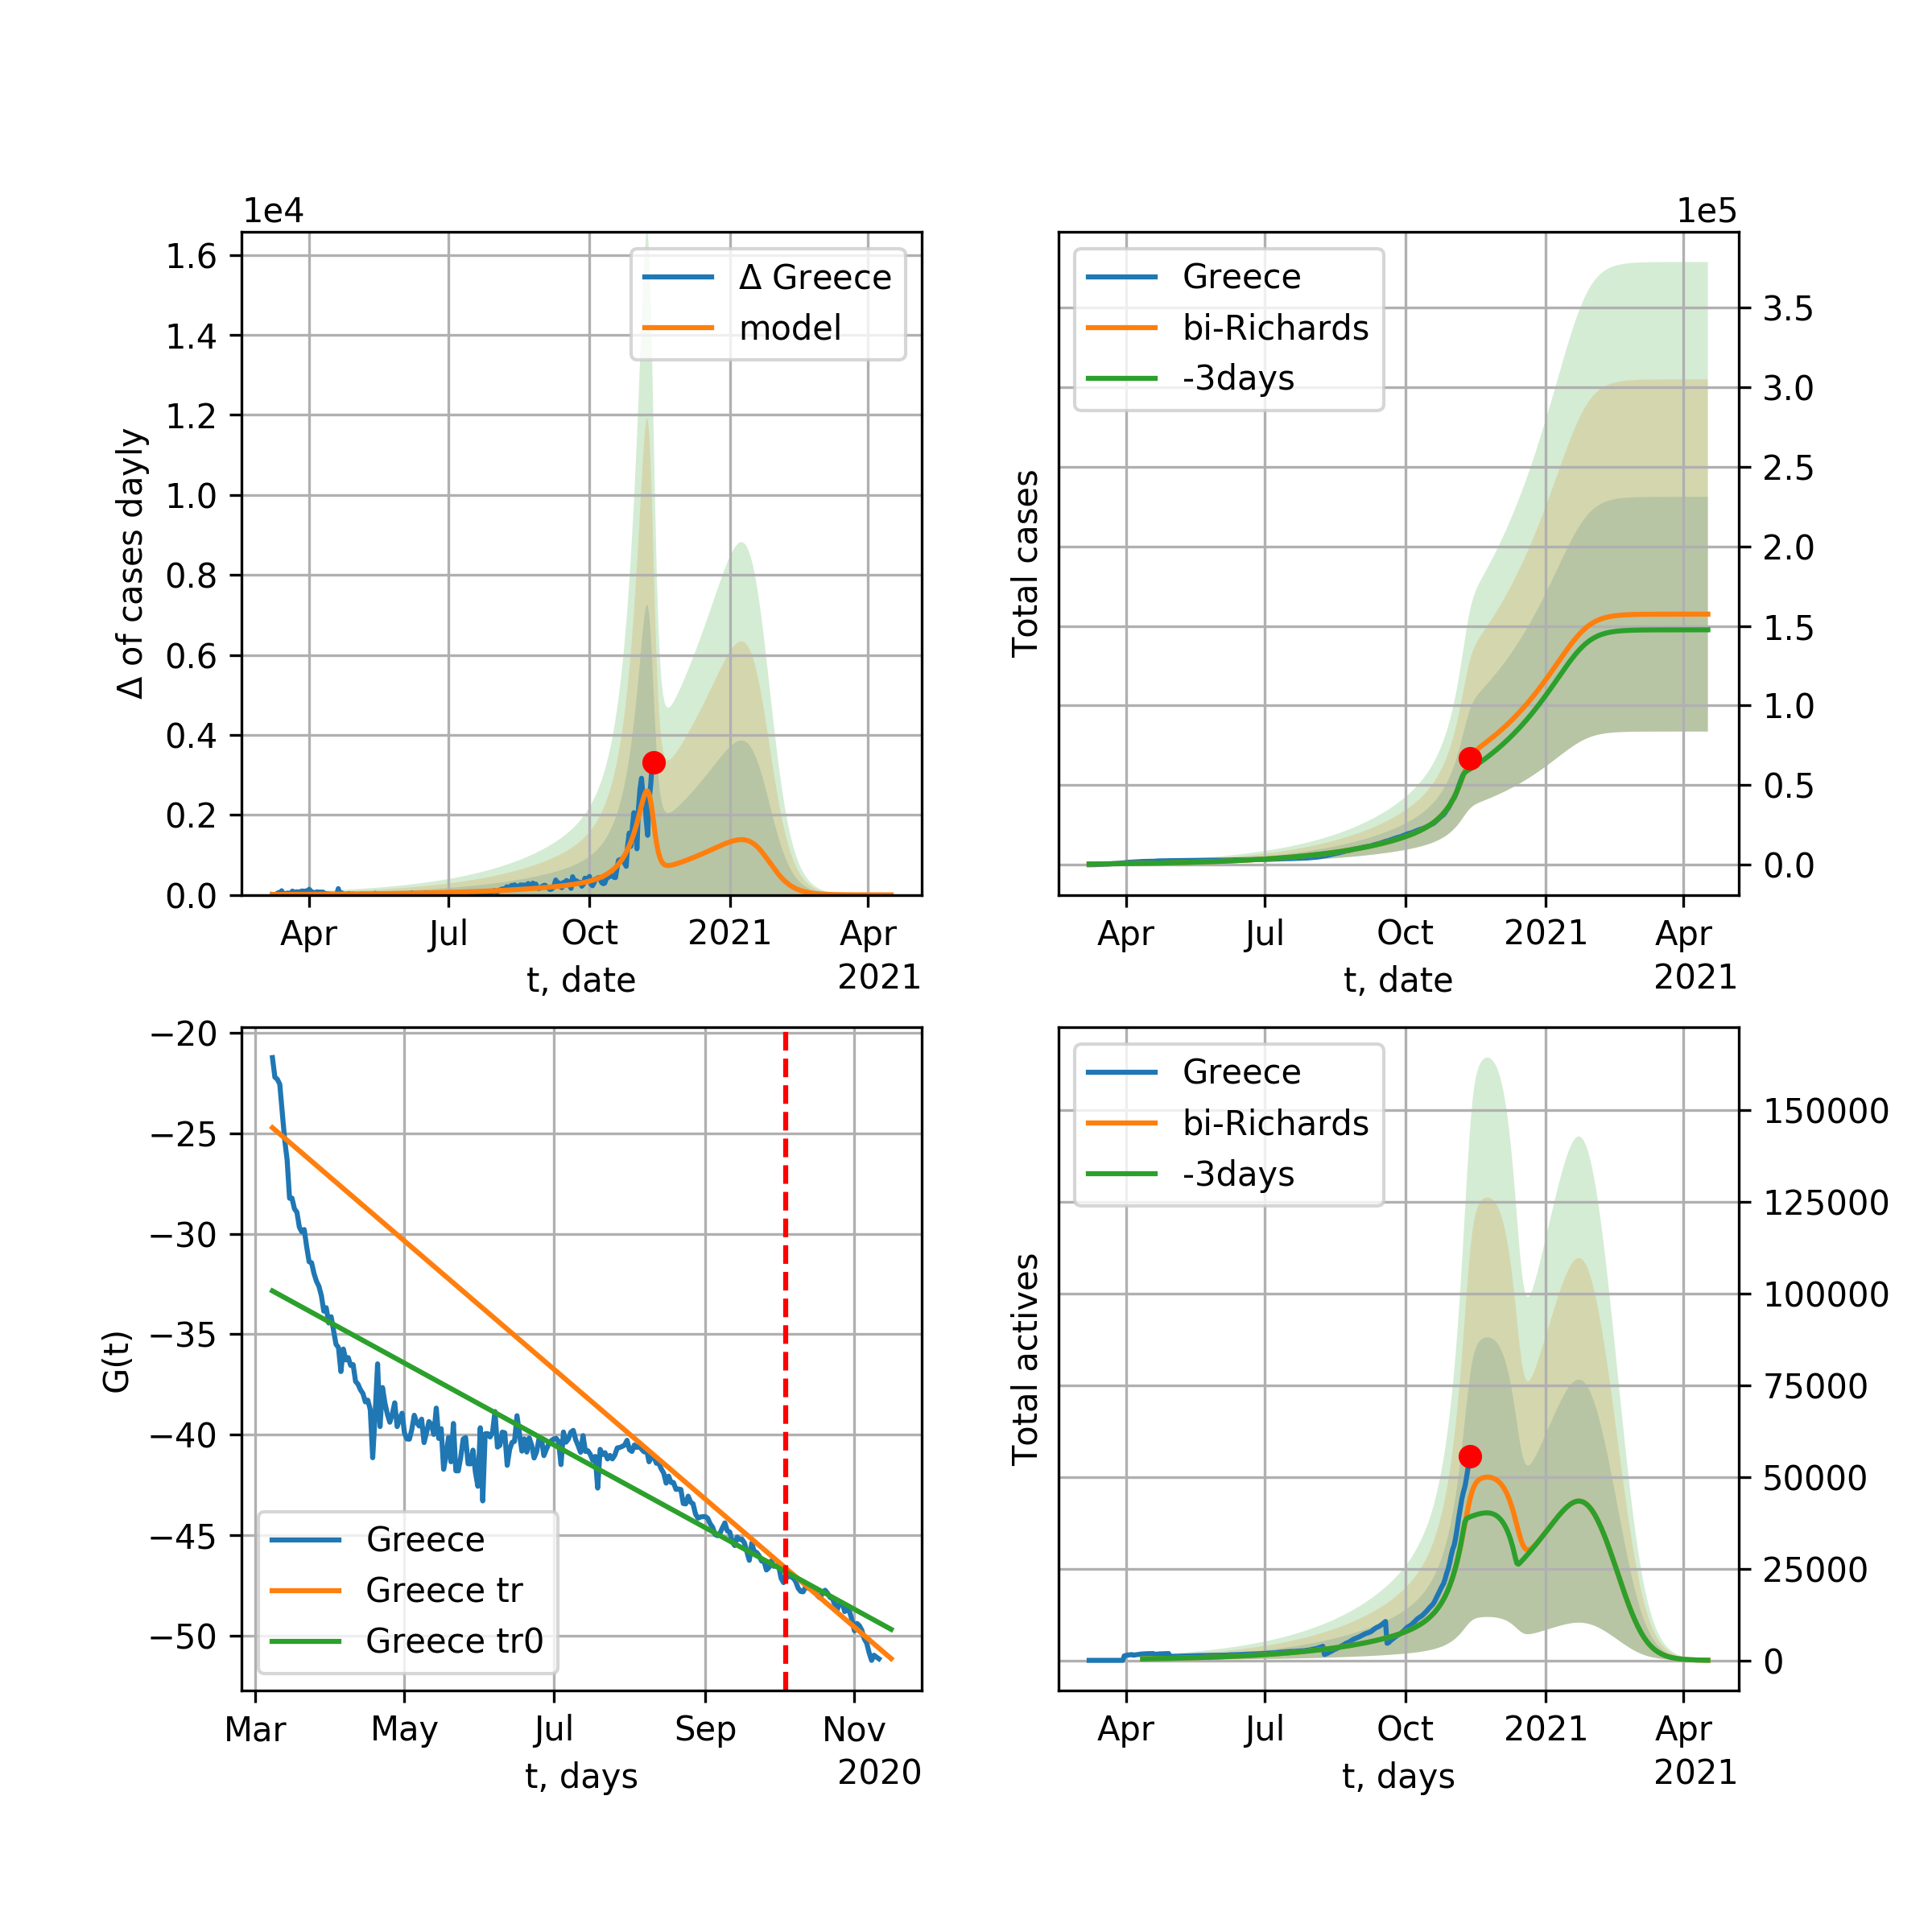 1e4
Δ of cases dayly
1.6
1.4
1.2
1.0
0.8
0.6
0.4
0.2
0.0
Δ Greece
model
Apr Jul Oct 2021 Apr
t, date
2021
1e5
Total cases
Greece
bi-Richards
-3days
3.5
3.0
2.5
2.0
1.5
1.0
0.5
0.0
Apr Jul Oct 2021 Apr
t, date
2021
G(t)
−20
−25
−30
−35
−40
−45
−50
Greece
Greece tr
Greece tr0
Mar May Jul Sep Nov
t, days
2020
Total actives
Greece
bi-Richards
-3days
150000
125000
100000
75000
50000
25000
0
Apr Jul Oct 2021 Apr
t, days
2021